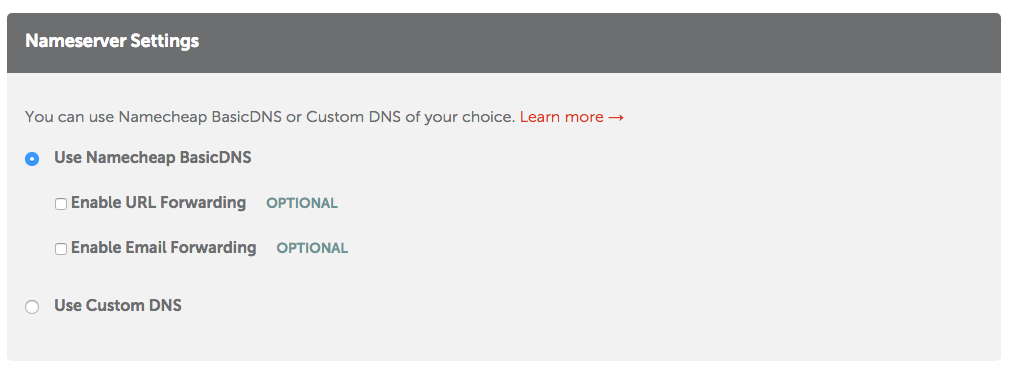 Nameserver Settings
You can use Namecheap BasicDNS or Custom DNS of your choice. Learn more →
Use Namecheap BasicDNS
Enable URL Forwarding OPTIONAL
Enable Email Forwarding OPTIONAL
Use Custom DNS